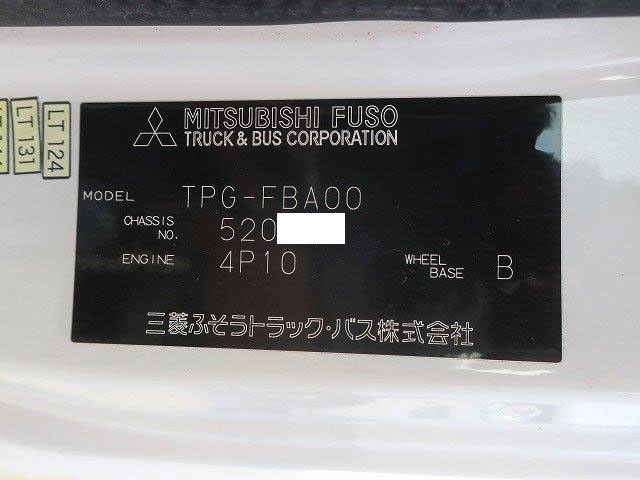 MITSUBISHI FUSO
TRUCK & BUS CORPORATION
MODEL TPG-FBA00
CHASSIS NO. 520
ENGINE 4P10 WHEEL BASE B
三菱ふそうトラック・バス株式会社
LT 131
LT 124